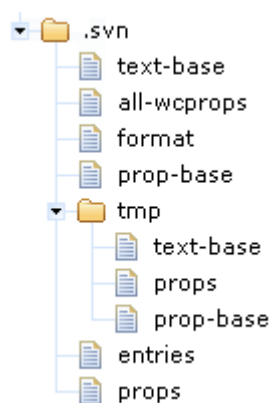 .svn
text-base
all-wcprops
format
prop-base
tmp
text-base
props
prop-base
entries
props